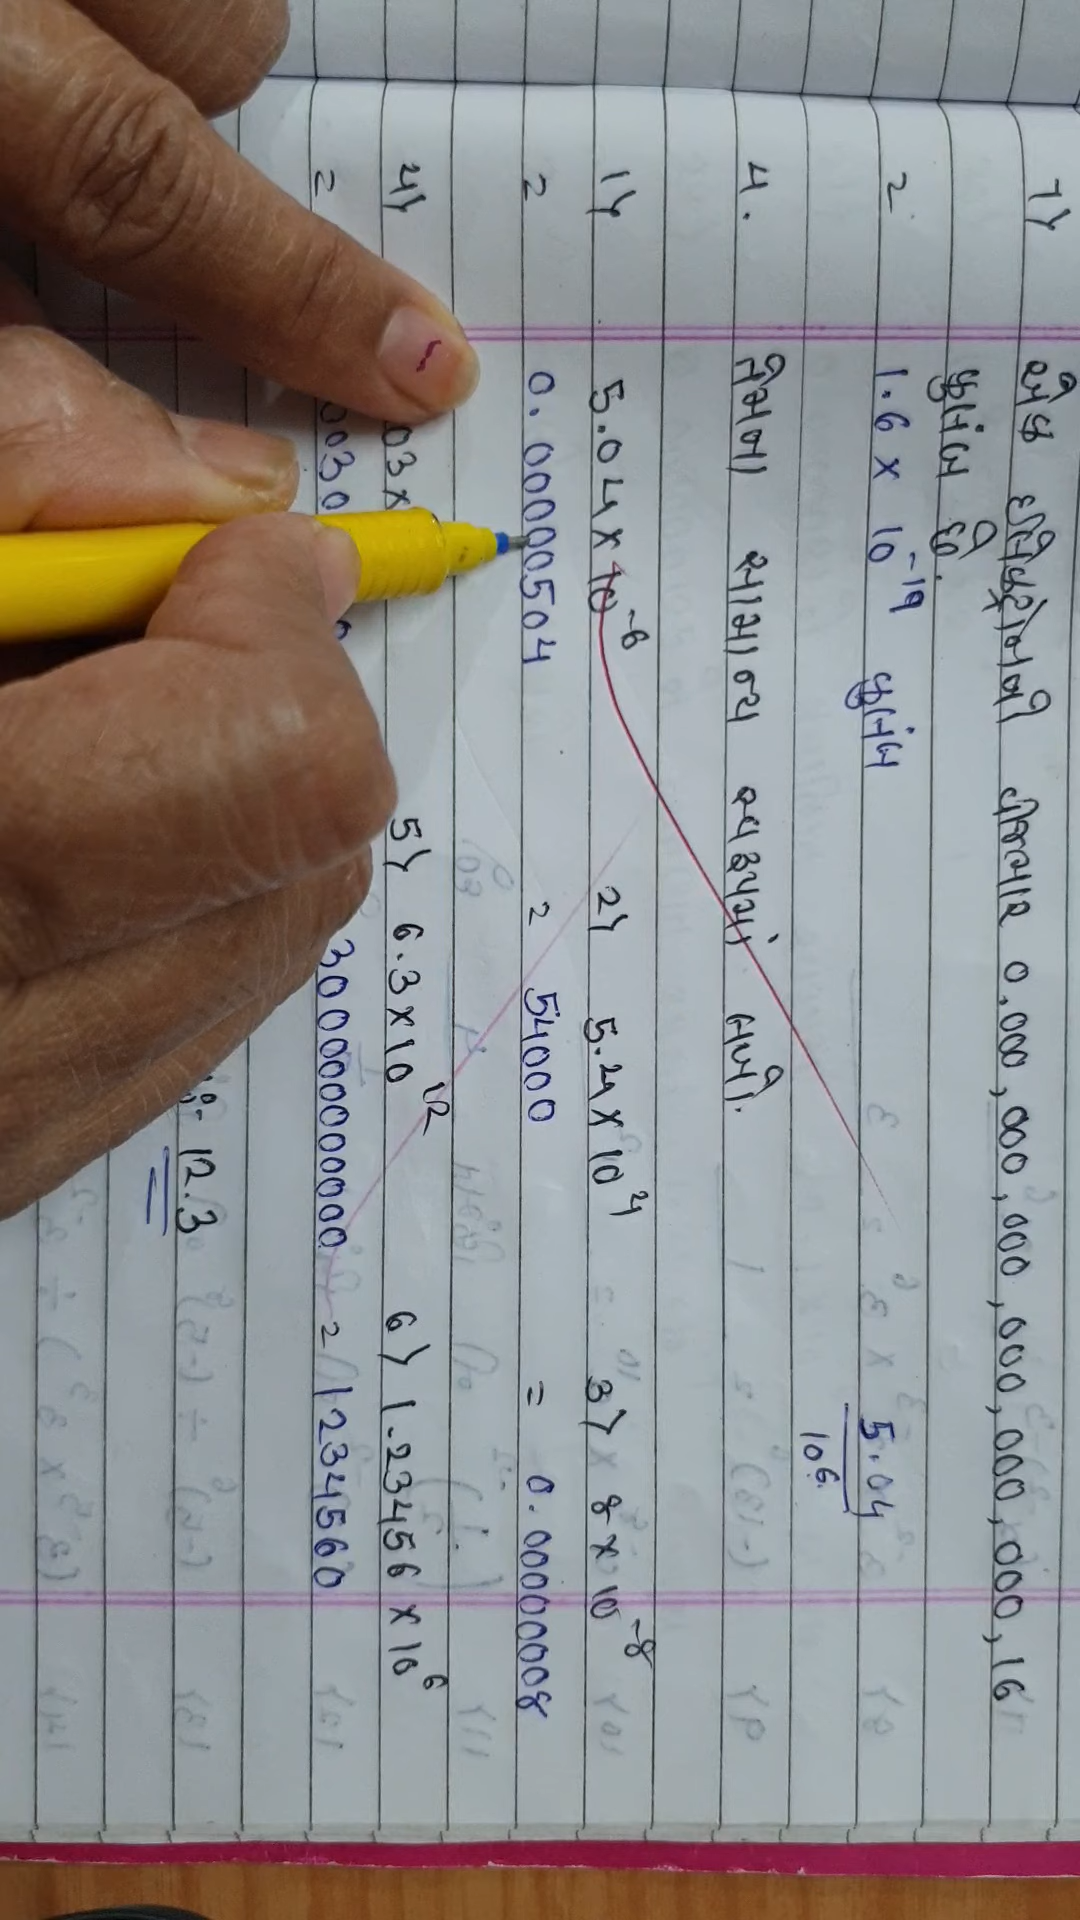 1) એક ઈલેક્ટ્રોનનો વીજભાર 0.000,000,000,000,000,000,16
કુલંબ છે.
= 1.6 x 10⁻¹⁹ કુલંબ
5.04
10⁶
4. નીચેના સામાન્ય સ્વરૂપમાં લખો.
1) 5.04 x 10⁻⁶ 2) 5.4 x 10⁴ 3) 8 x 10⁻⁸
= 0.00000504 = 54000 = 0.00000008
4) 03 x 5) 6.3 x 10¹² 6) 1.23456 x 10⁶
= 0030 3000000000000 = 1234560
12.3